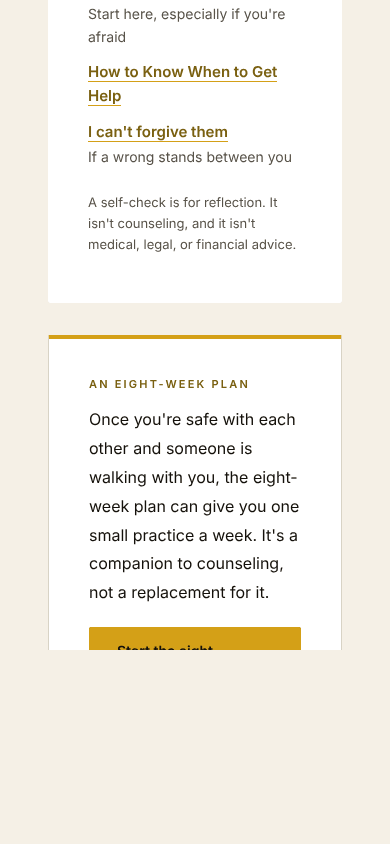 Start here, especially if you're
afraid
How to Know When to Get
Help
I can't forgive them
If a wrong stands between you
A self-check is for reflection. It
isn't counseling, and it isn't
medical, legal, or financial advice.
AN EIGHT-WEEK PLAN
Once you're safe with each
other and someone is
walking with you, the eight-
week plan can give you one
small practice a week. It's a
companion to counseling,
not a replacement for it.
Start the eight